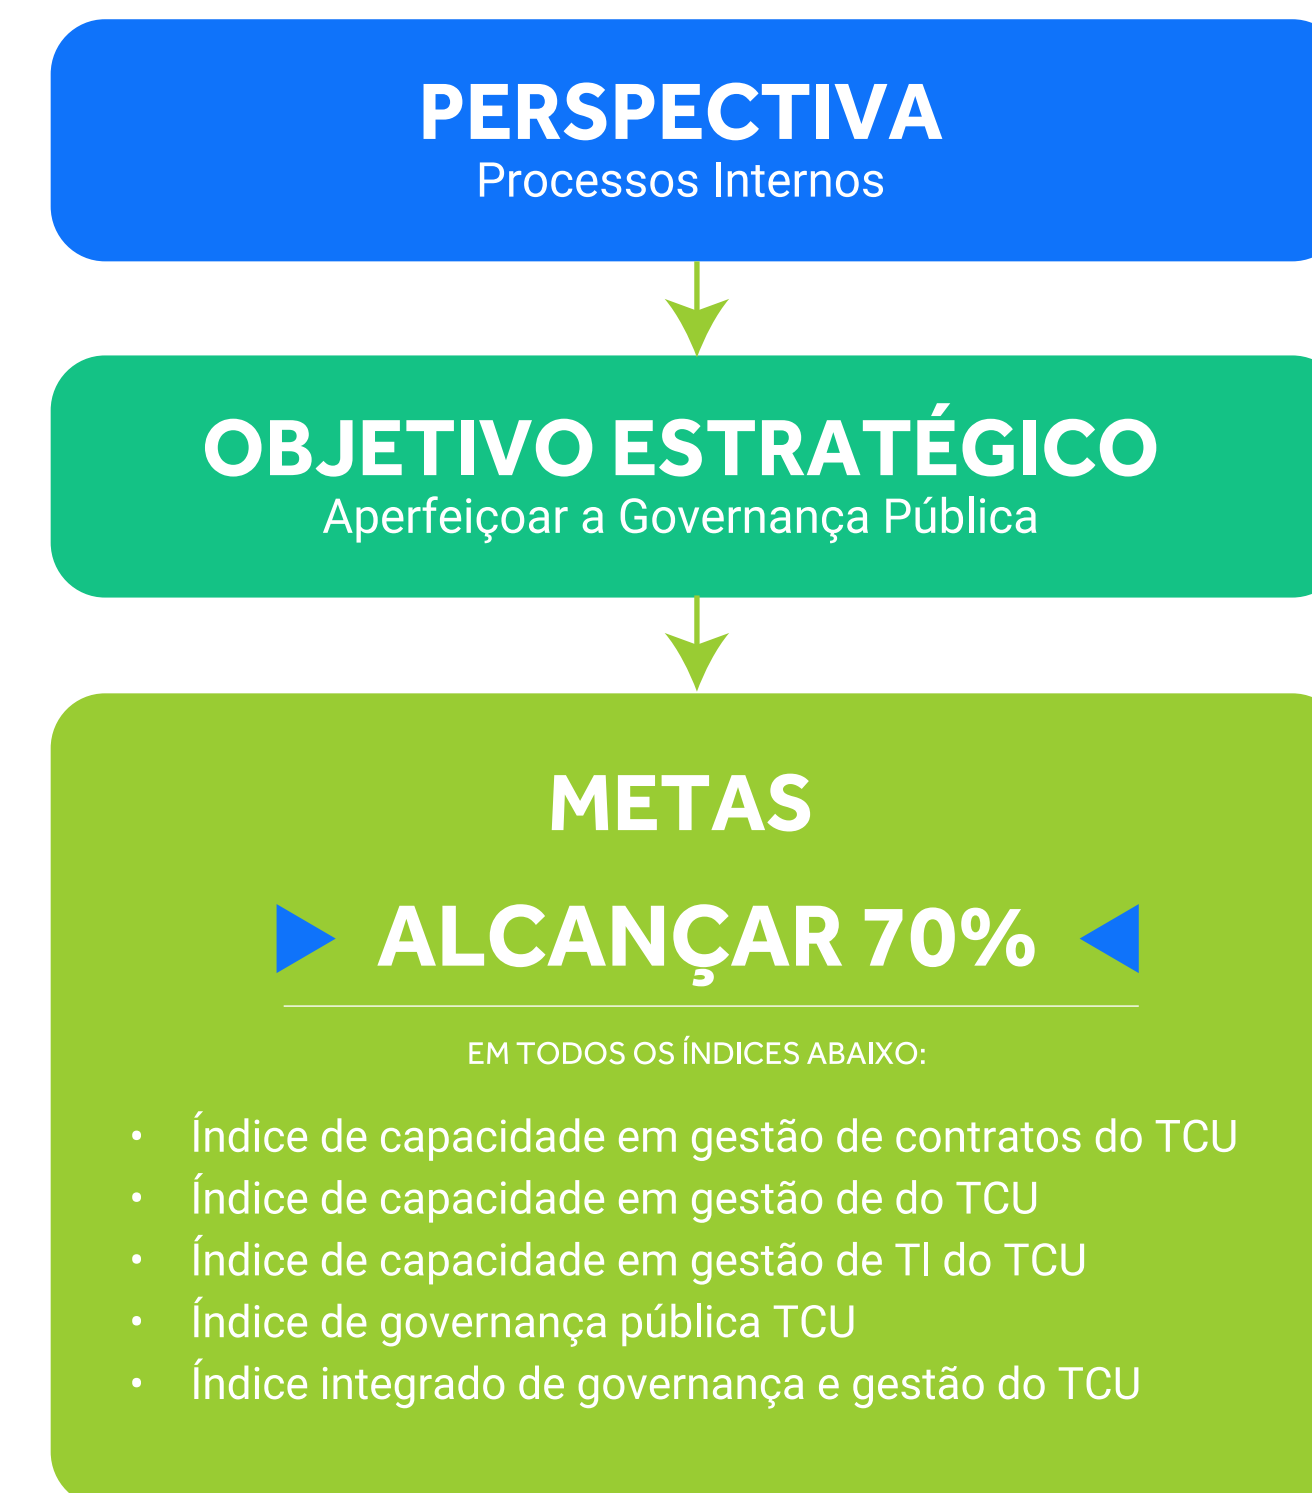 PERSPECTIVA
Processos Internos
OBJETIVO ESTRATÉGICO
Aperfeiçoar a Governança Pública
METAS
ALCANÇAR 70%
EM TODOS OS ÍNDICES ABAIXO:
• Índice de capacidade em gestão de contratos do TCU
• Índice de capacidade em gestão de do TCU
• Índice de capacidade em gestão de Tl do TCU
• Índice de governança pública TCU
• Índice integrado de governança e gestão do TCU